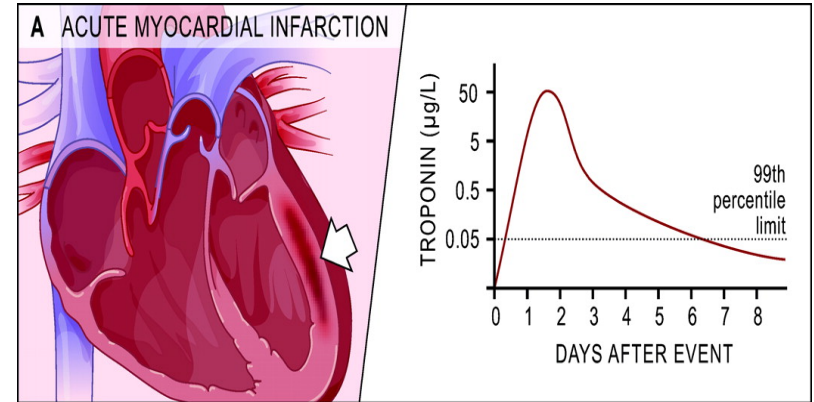 A ACUTE MYOCARDIAL INFARCTION
TROPONIN (µg/L)
50
5
0.5
0.05
99th
percentile
limit
0 1 2 3 4 5 6 7 8
DAYS AFTER EVENT